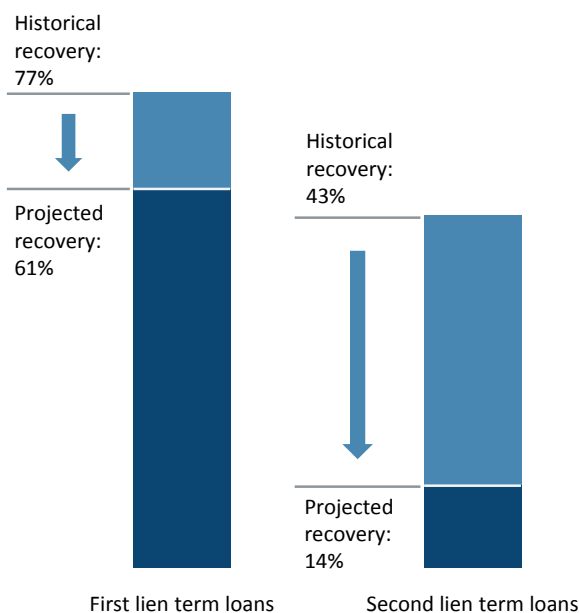 Historical
recovery:
77%
Projected
recovery:
61%
Historical
recovery:
43%
Projected
recovery:
14%
First lien term loans
Second lien term loans